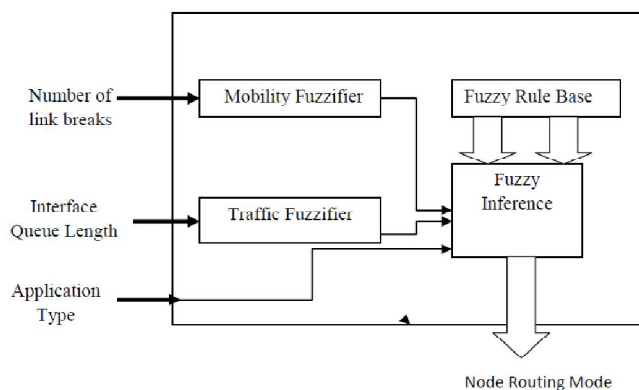 Number of
link breaks
Mobility Fuzzifier
Fuzzy Rule Base
Fuzzy
Inference
Interface
Queue Length
Traffic Fuzzifier
Application
Type
Node Routing Mode